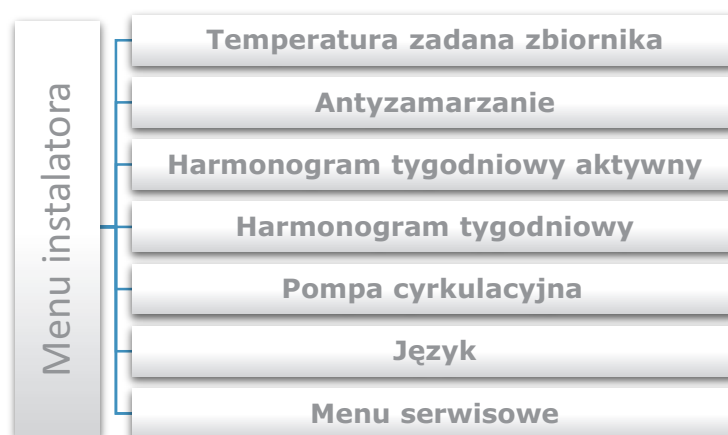 Menu instalatora
Temperatura zadana zbiornika
Antyzamarzanie
Harmonogram tygodniowy aktywny
Harmonogram tygodniowy
Pompa cyrkulacyjna
Język
Menu serwisowe